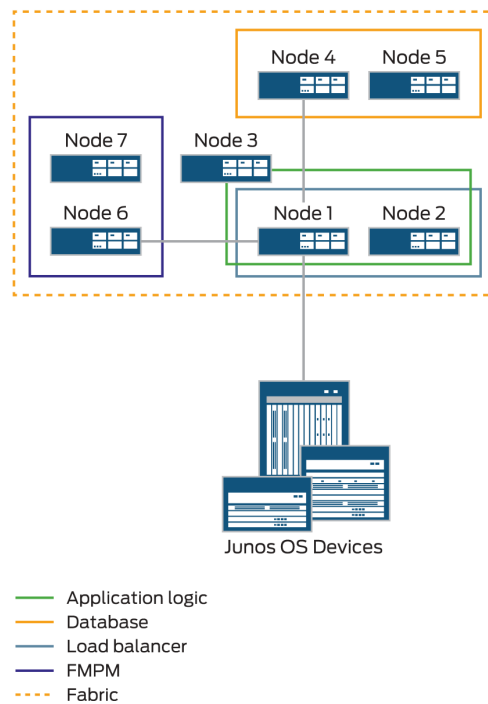 Node 4 Node 5
Node 7 Node 3
Node 6 Node 1 Node 2
Junos OS Devices
Application logic
Database
Load balancer
FMPM
Fabric